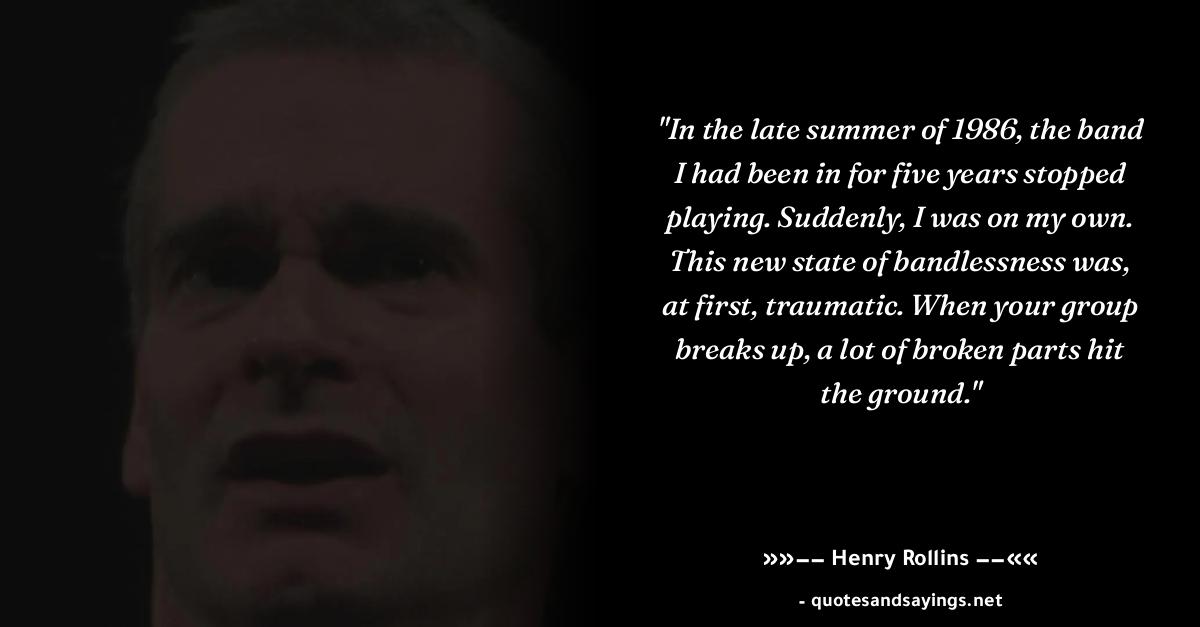 "In the late summer of 1986, the band
I had been in for five years stopped
playing. Suddenly, I was on my own.
This new state of bandlessness was,
at first, traumatic. When your group
breaks up, a lot of broken parts hit
the ground."
»»−− Henry Rollins −−««
- quotesandsayings.net